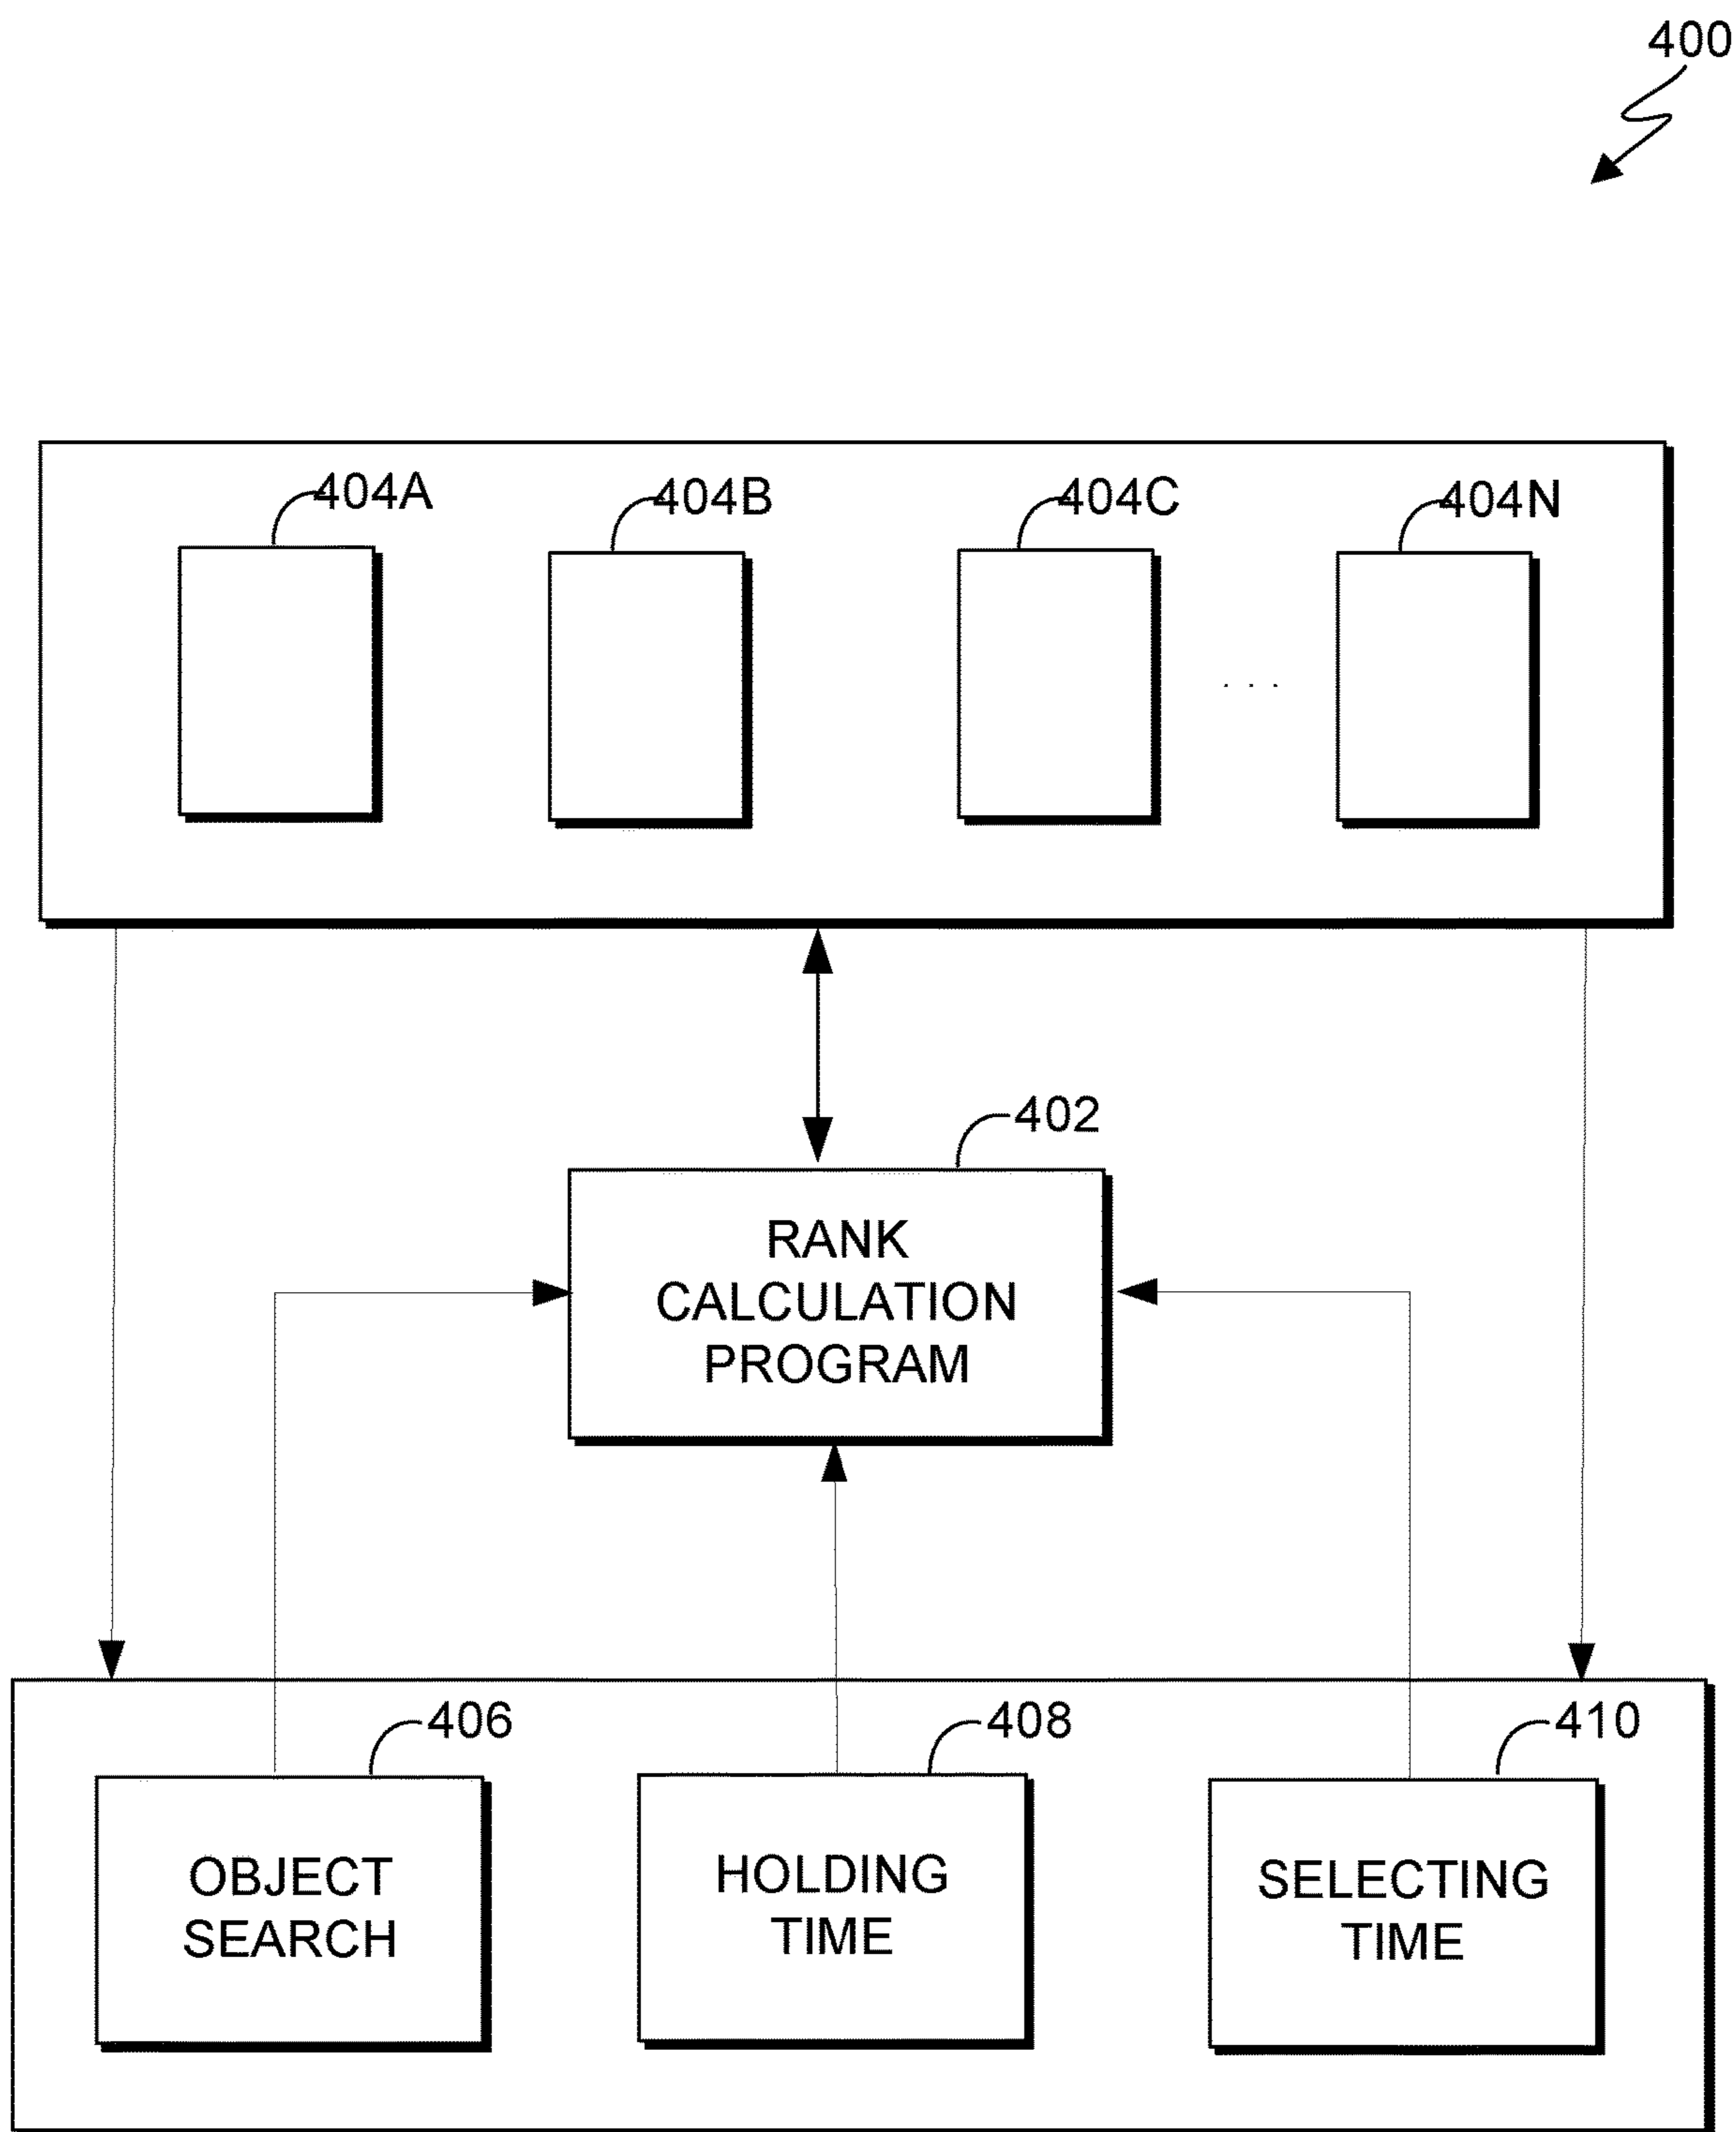 400
404A
404B
404C
404N
. . .
402
RANK
CALCULATION
PROGRAM
406
408
410
OBJECT
SEARCH
HOLDING
TIME
SELECTING
TIME